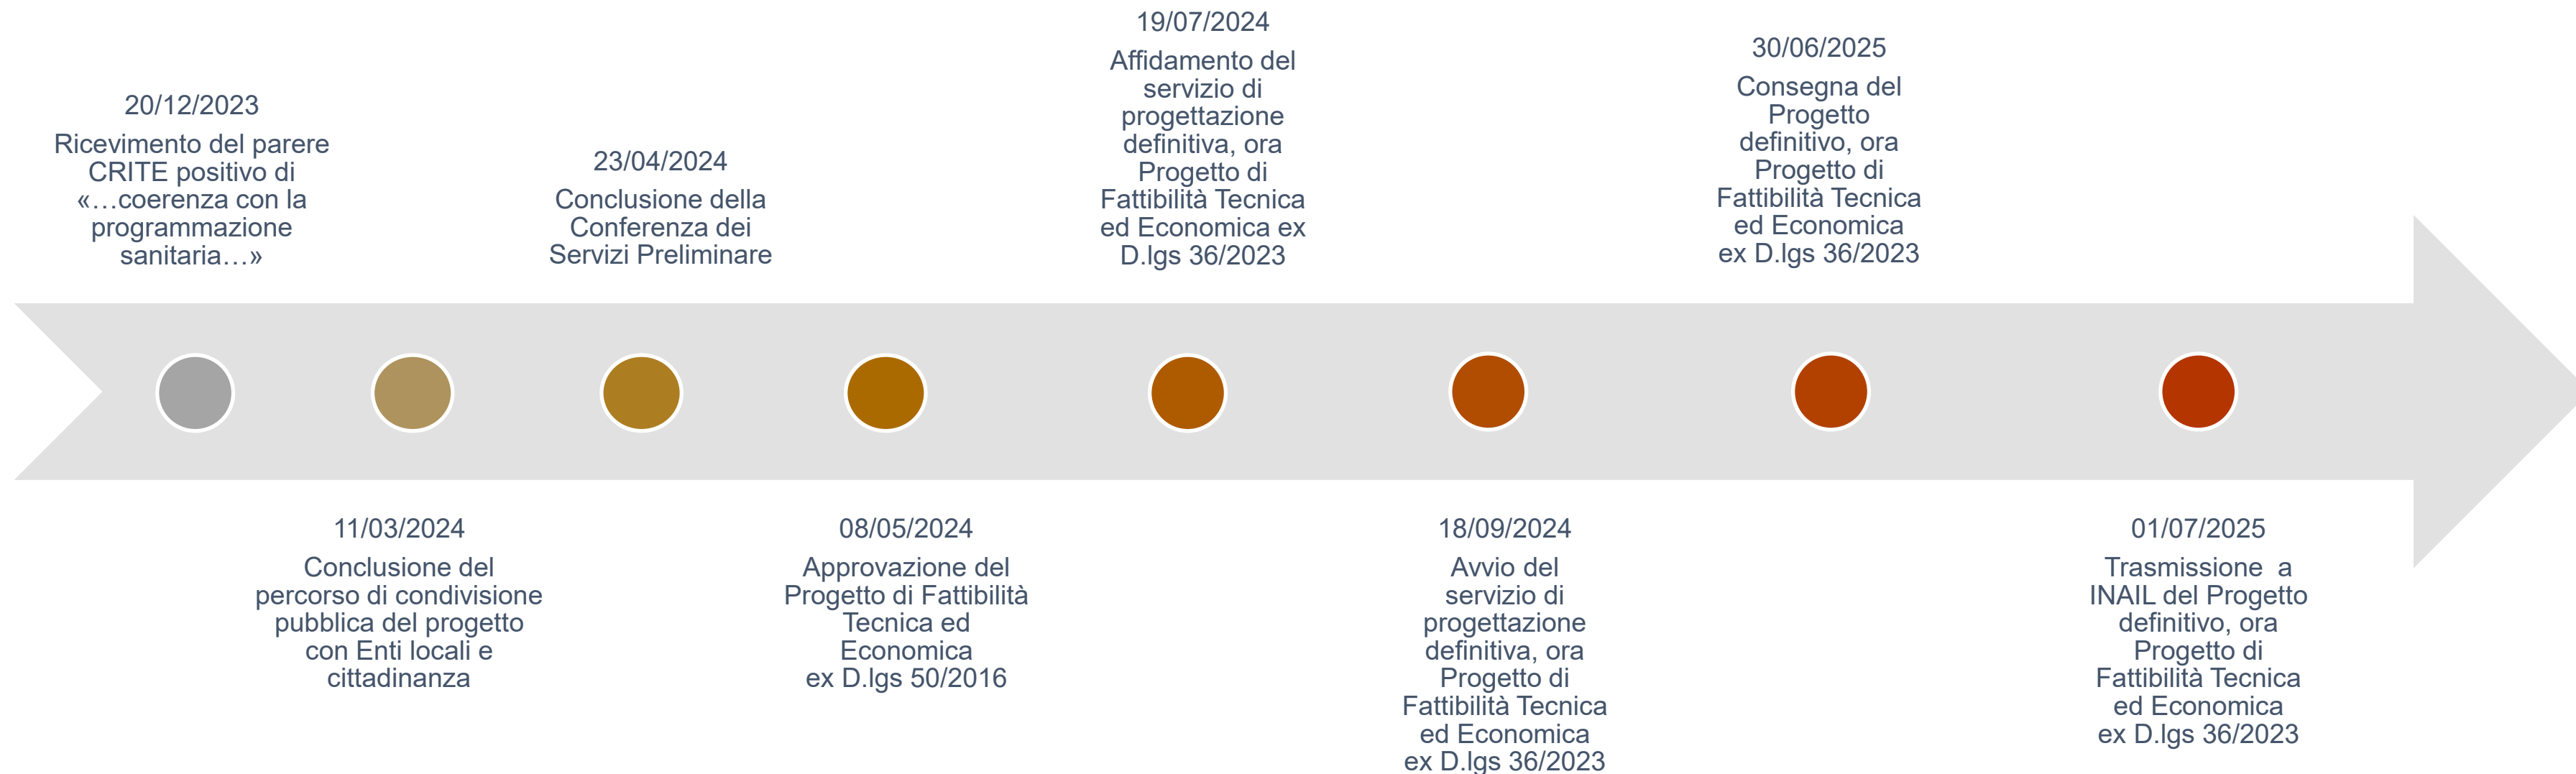 20/12/2023
Ricevimento del parere
CRITE positivo di
«…coerenza con la
programmazione
sanitaria…»
11/03/2024
Conclusione del
percorso di condivisione
pubblica del progetto
con Enti locali e
cittadinanza
23/04/2024
Conclusione della
Conferenza dei
Servizi Preliminare
08/05/2024
Approvazione del
Progetto di Fattibilità
Tecnica ed
Economica
ex D.lgs 50/2016
19/07/2024
Affidamento del
servizio di
progettazione
definitiva, ora
Progetto di
Fattibilità Tecnica
ed Economica ex
D.lgs 36/2023
18/09/2024
Avvio del
servizio di
progettazione
definitiva, ora
Progetto di
Fattibilità Tecnica
ed Economica
ex D.lgs 36/2023
30/06/2025
Consegna del
Progetto
definitivo, ora
Progetto di
Fattibilità Tecnica
ed Economica
ex D.lgs 36/2023
01/07/2025
Trasmissione  a
INAIL del Progetto
definitivo, ora
Progetto di
Fattibilità Tecnica
ed Economica
ex D.lgs 36/2023